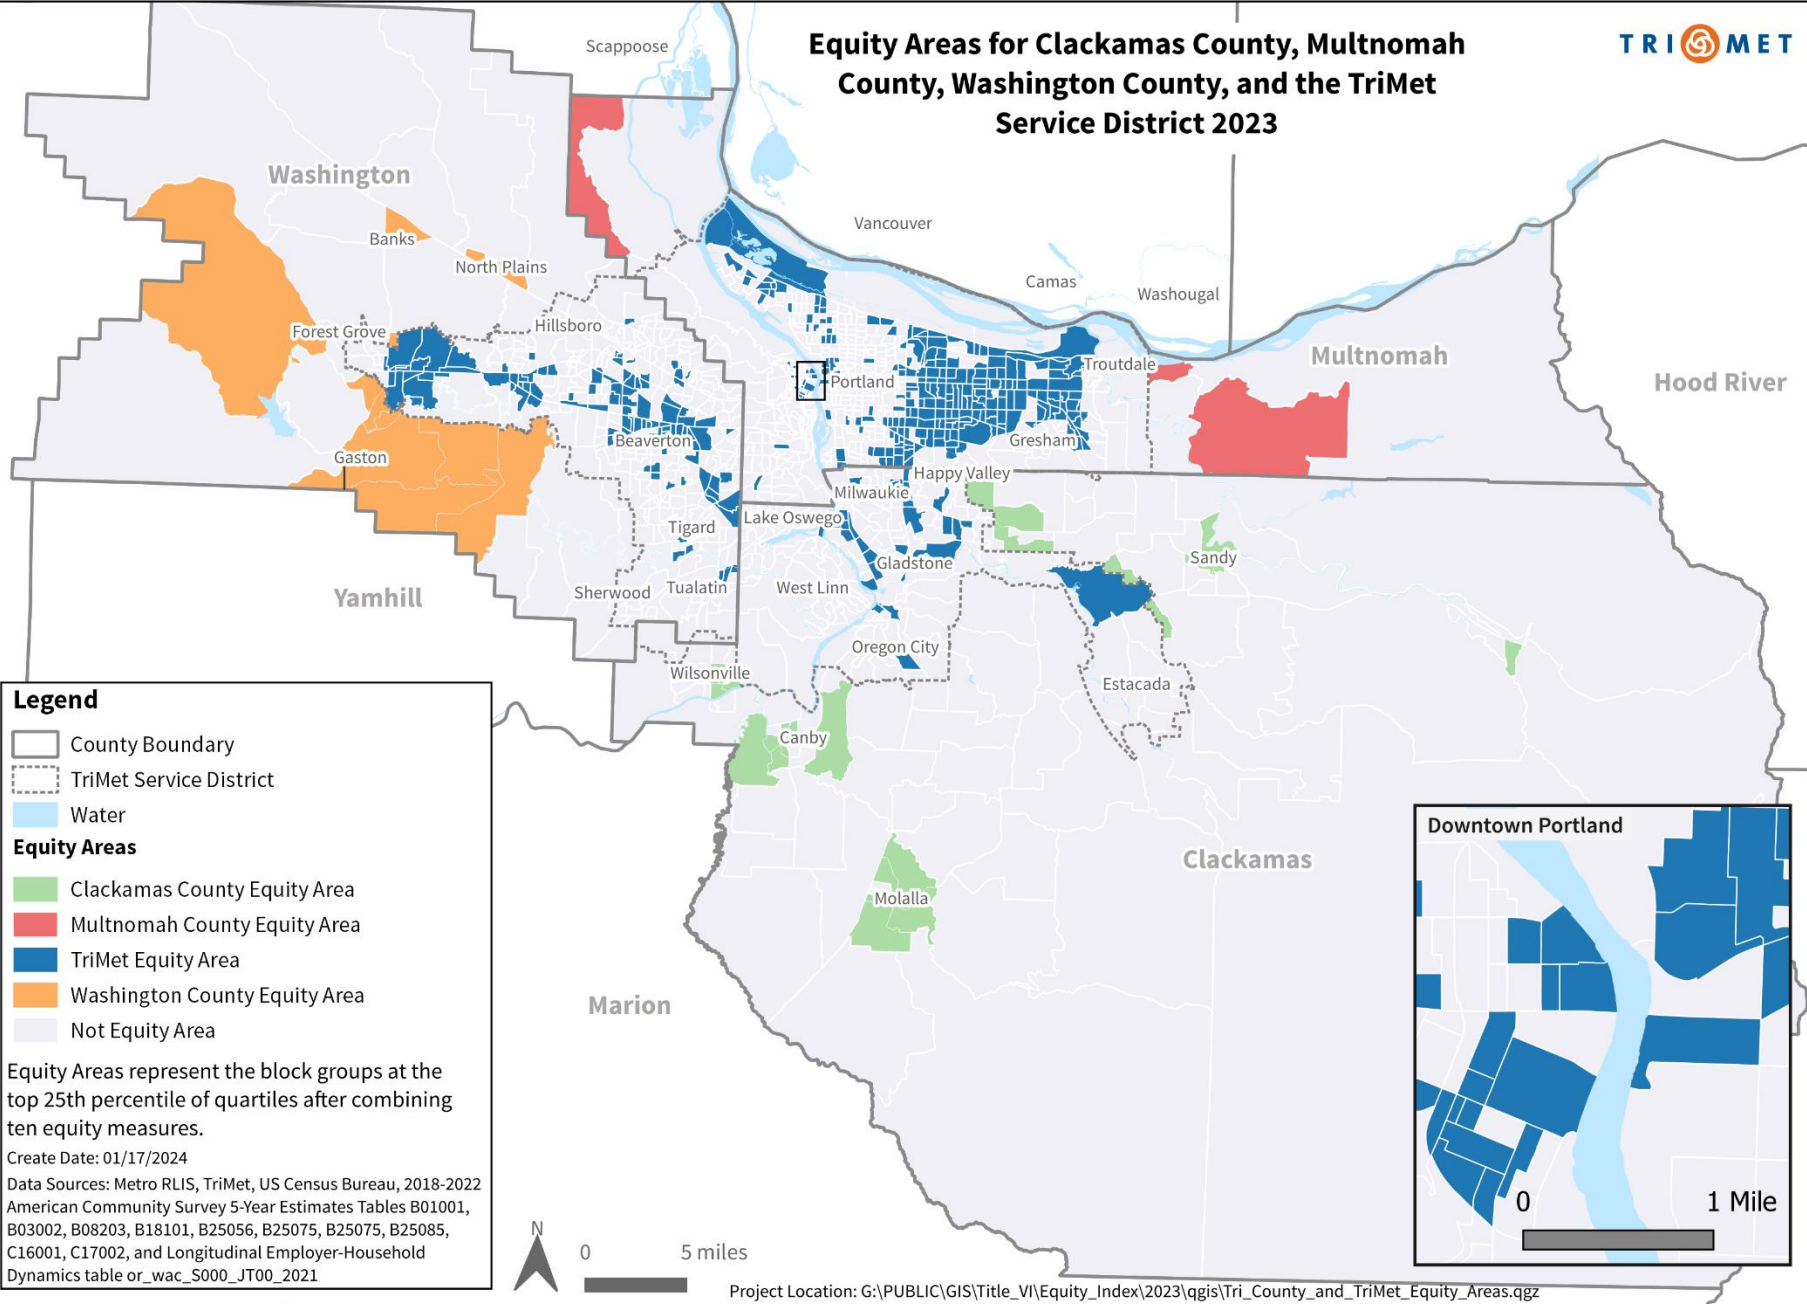 Equity Areas for Clackamas County, Multnomah
County, Washington County, and the TriMet
Service District 2023
TRI MET
Scappoose
Washington
Vancouver
Banks
North Plains
Camas
Washougal
Forest Grove
Hillsboro
Multnomah
Troutdale
Portland
Hood River
Beaverton
Gresham
Gaston
Happy Valley
Milwaukie
Lake Oswego
Tigard
Sandy
Gladstone
Yamhill
Sherwood
Tualatin
West Linn
Oregon City
Wilsonville
Estacada
Canby
Clackamas
Molalla
Marion
Legend
County Boundary
TriMet Service District
Water
Equity Areas
Clackamas County Equity Area
Multnomah County Equity Area
TriMet Equity Area
Washington County Equity Area
Not Equity Area
Equity Areas represent the block groups at the
top 25th percentile of quartiles after combining
ten equity measures.
Create Date: 01/17/2024
Data Sources: Metro RLIS, TriMet, US Census Bureau, 2018-2022
American Community Survey 5-Year Estimates Tables B01001,
B03002, B08203, B18101, B25056, B25075, B25075, B25085,
C16001, C17002, and Longitudinal Employer-Household
Dynamics table or_wac_S000_JT00_2021
N
0 5 miles
Downtown Portland
0 1 Mile
Project Location: G:\PUBLIC\GIS\Title_VI\Equity_Index\2023\qgis\Tri_County_and_TriMet_Equity_Areas.qgz